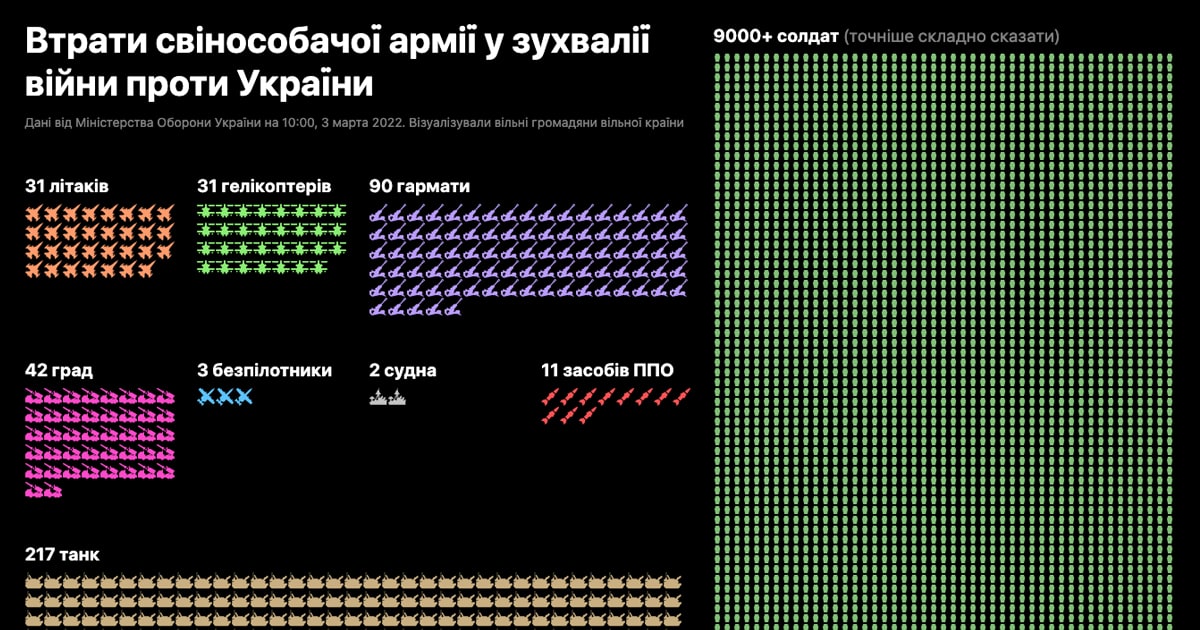 Втрати свінособачої армії у зухвалії
війни проти України
Дані від Міністерства Оборони України на 10:00, 3 марта 2022. Візуалізували вільні громадяни вільної країни
31 літаків
31 гелікоптерів
90 гармати
42 град
3 безпілотники
2 судна
11 засобів ППО
217 танк
9000+ солдат (точніше складно сказати)